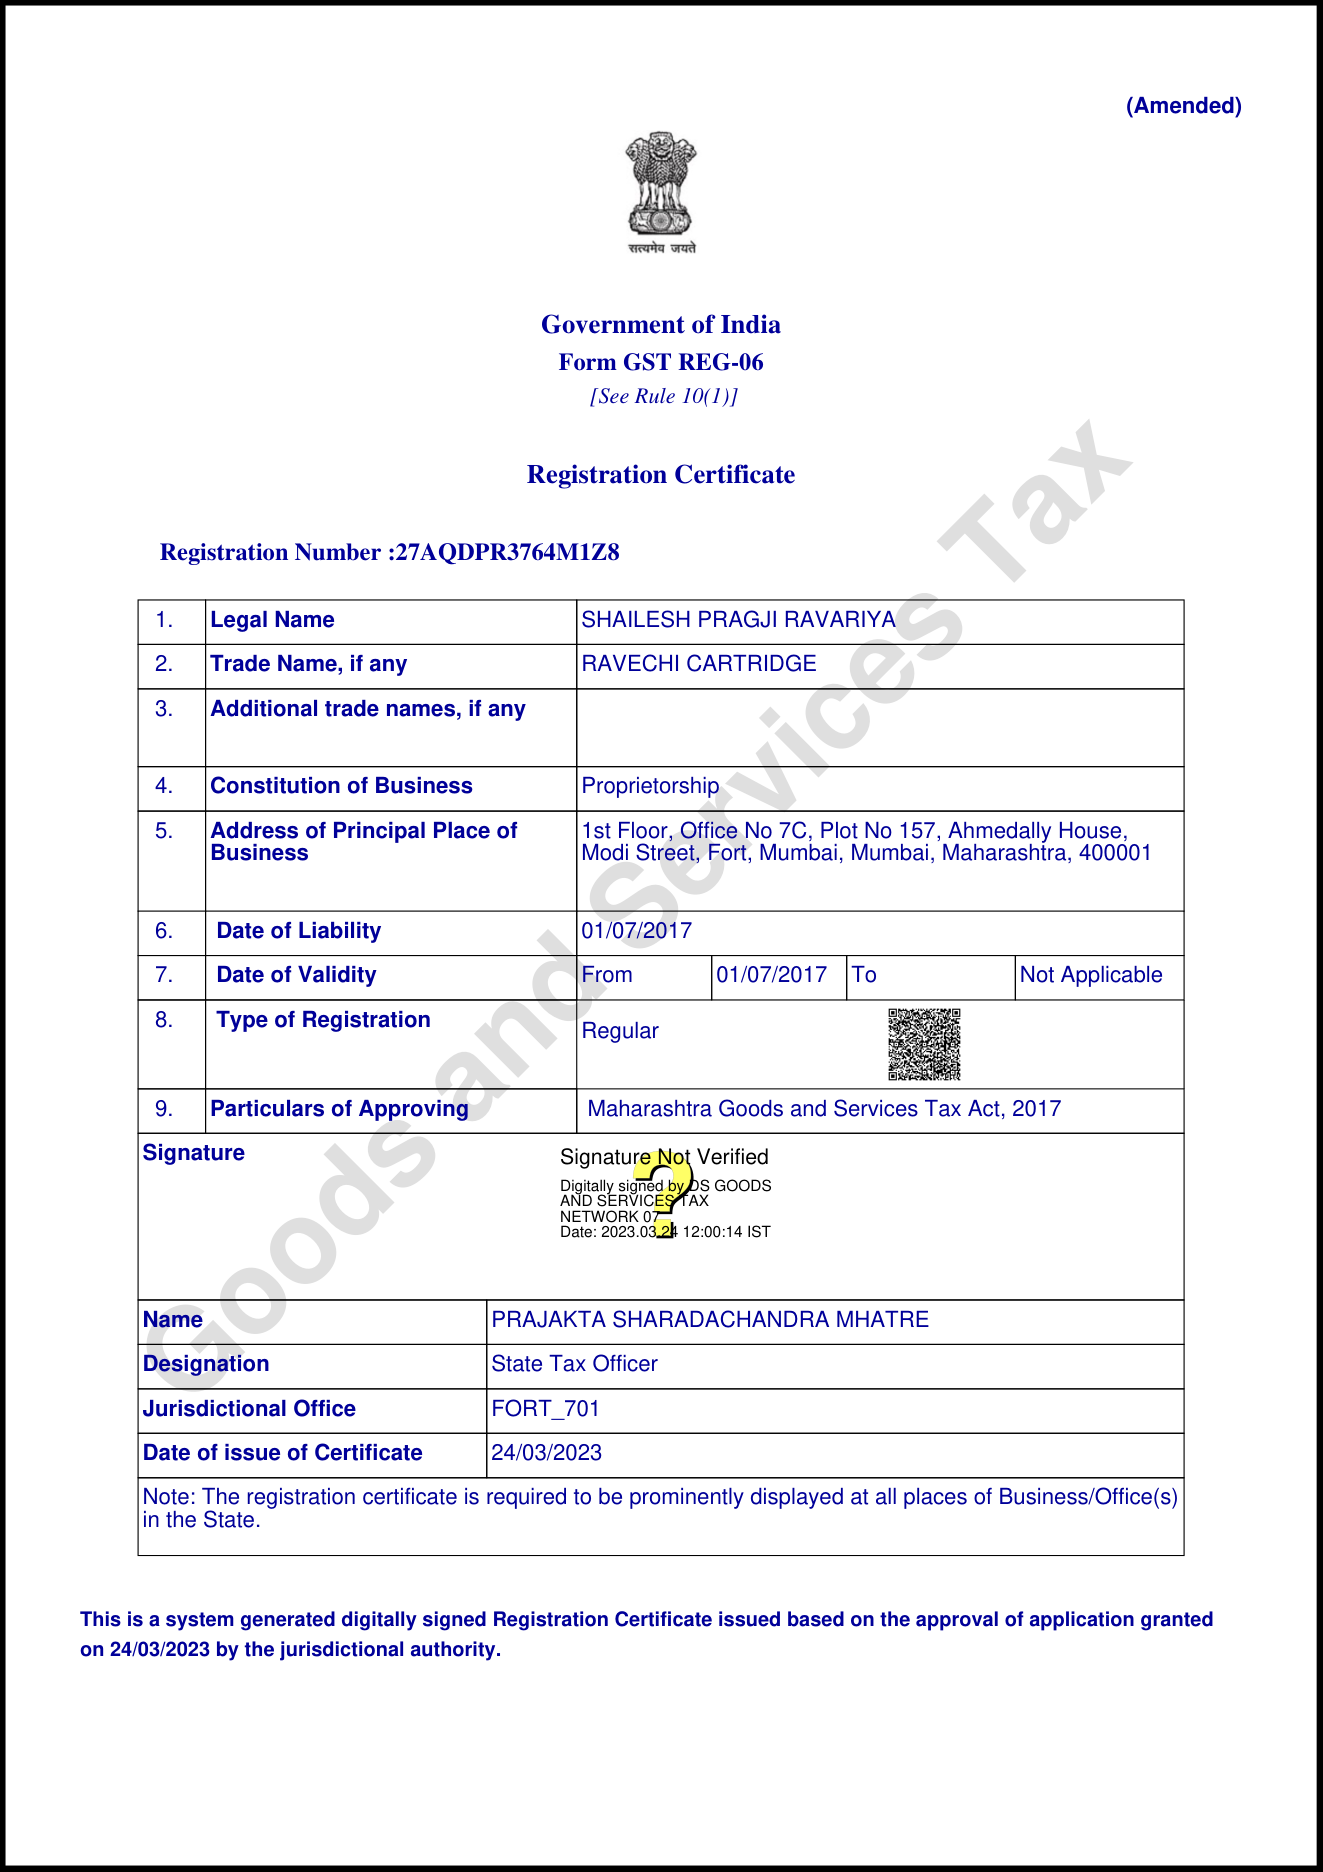 (Amended)
सत्यमेव जयते
Government of India
Form GST REG-06
[See Rule 10(1)]
Registration Certificate
Registration Number :27AQDPR3764M1Z8
1. Legal Name SHAILESH PRAGJI RAVARIYA
2. Trade Name, if any RAVECHI CARTRIDGE
3. Additional trade names, if any
4. Constitution of Business Proprietorship
5. Address of Principal Place of Business 1st Floor, Office No 7C, Plot No 157, Ahmedally House,
Modi Street, Fort, Mumbai, Mumbai, Maharashtra, 400001
6. Date of Liability 01/07/2017
7. Date of Validity From 01/07/2017 To Not Applicable
8. Type of Registration Regular
9. Particulars of Approving Maharashtra Goods and Services Tax Act, 2017
Signature
Signature Not Verified
Digitally signed by DS GOODS
AND SERVICES TAX
NETWORK 07
Date: 2023.03.24 12:00:14 IST
Name PRAJAKTA SHARADACHANDRA MHATRE
Designation State Tax Officer
Jurisdictional Office FORT_701
Date of issue of Certificate 24/03/2023
Note: The registration certificate is required to be prominently displayed at all places of Business/Office(s)
in the State.
This is a system generated digitally signed Registration Certificate issued based on the approval of application granted
on 24/03/2023 by the jurisdictional authority.
Goods and Services Tax